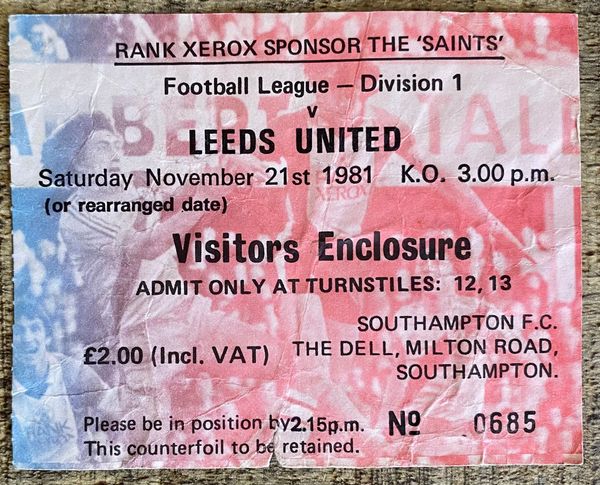 RANK XEROX SPONSOR THE 'SAINTS'
Football League — Division 1
v
LEEDS UNITED
Saturday November 21st 1981 K.O. 3.00 p.m.
(or rearranged date)
XEROX
Visitors Enclosure
ADMIT ONLY AT TURNSTILES: 12, 13
SOUTHAMPTON F.C.
£2.00 (Incl. VAT) THE DELL, MILTON ROAD,
SOUTHAMPTON.
RANK
Please be in position by 2.15p.m. Nº 0685
This counterfoil to be retained.